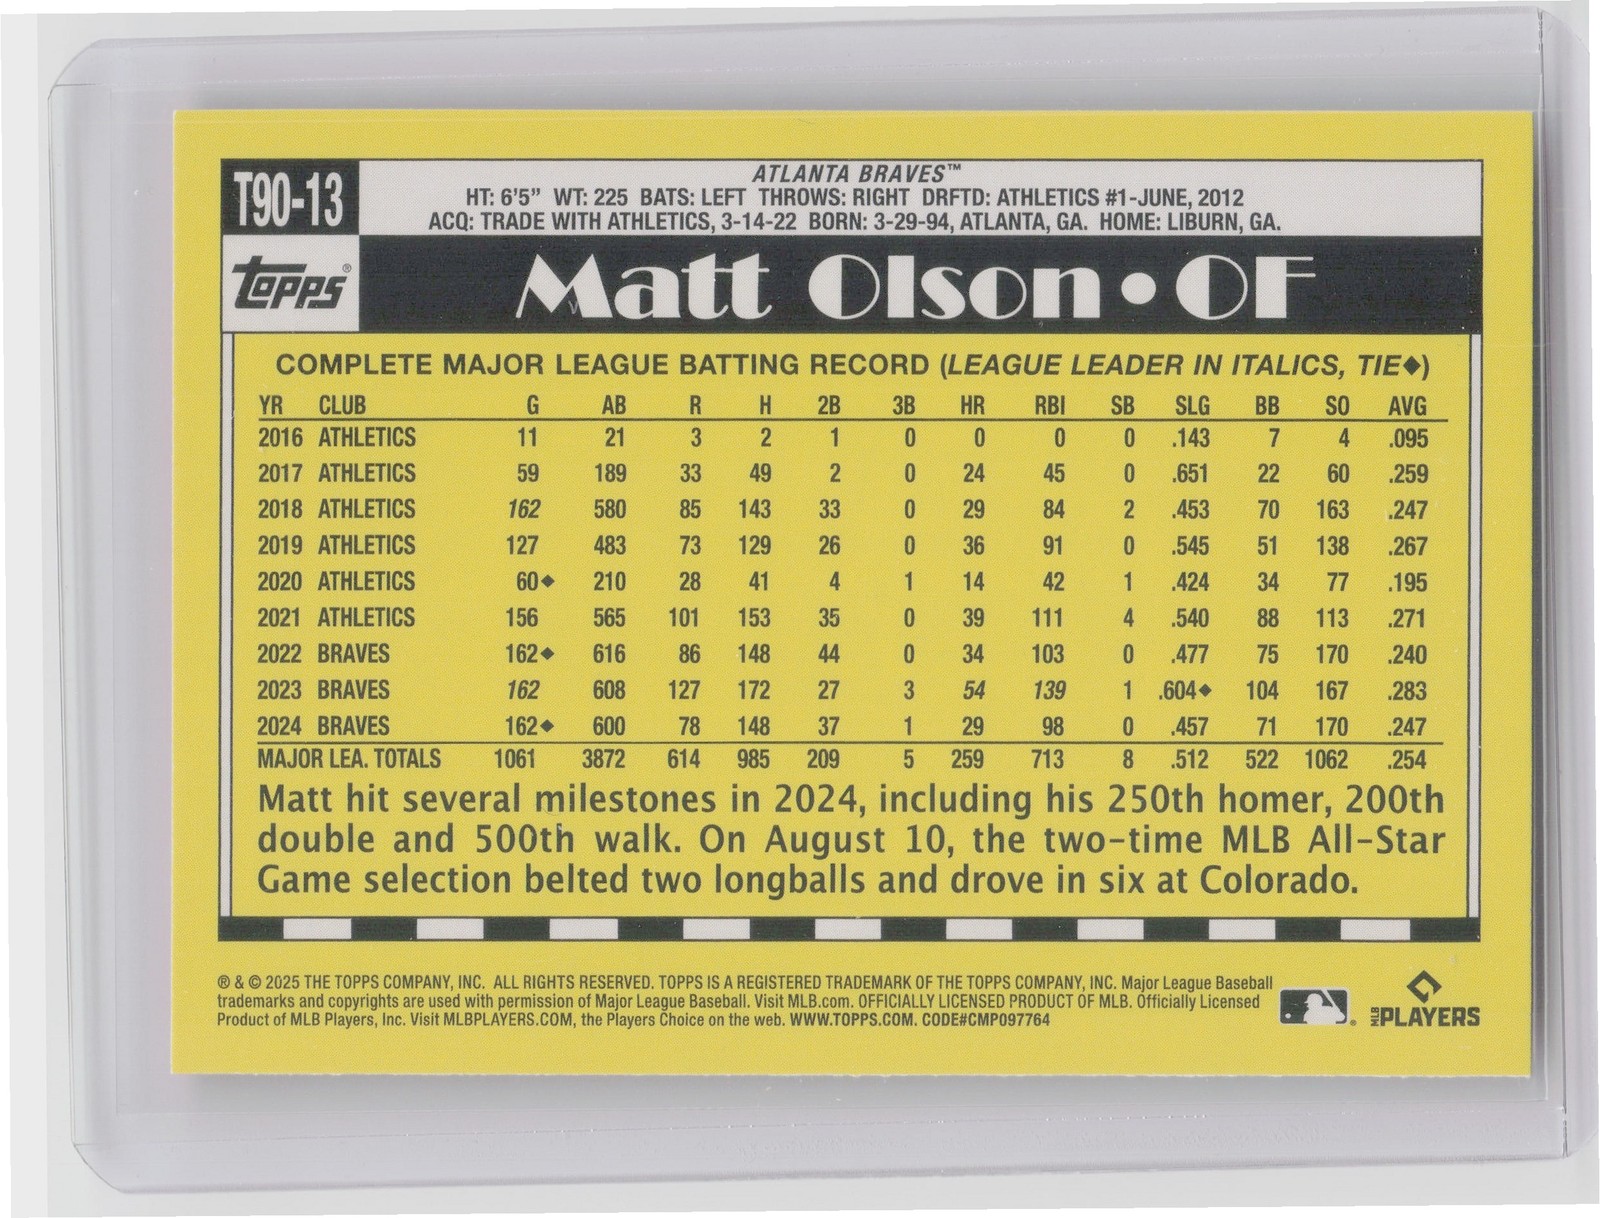 T90-13
ATLANTA BRAVES™
HT: 6'5" WT: 225 BATS: LEFT THROWS: RIGHT DRFTD: ATHLETICS #1-JUNE, 2012
ACQ: TRADE WITH ATHLETICS, 3-14-22 BORN: 3-29-94, ATLANTA, GA. HOME: LIBURN, GA.
topps®
Matt Olson • OF
COMPLETE MAJOR LEAGUE BATTING RECORD (LEAGUE LEADER IN ITALICS, TIE◆)
YR CLUB G AB R H 2B 3B HR RBI SB SLG BB SO AVG
2016 ATHLETICS 11 21 3 2 1 0 0 0 0 .143 7 4 .095
2017 ATHLETICS 59 189 33 49 2 0 24 45 0 .651 22 60 .259
2018 ATHLETICS 162 580 85 143 33 0 29 84 2 .453 70 163 .247
2019 ATHLETICS 127 483 73 129 26 0 36 91 0 .545 51 138 .267
2020 ATHLETICS 60◆ 210 28 41 4 1 14 42 1 .424 34 77 .195
2021 ATHLETICS 156 565 101 153 35 0 39 111 4 .540 88 113 .271
2022 BRAVES 162◆ 616 86 148 44 0 34 103 0 .477 75 170 .240
2023 BRAVES 162 608 127 172 27 3 54 139 1 .604◆ 104 167 .283
2024 BRAVES 162◆ 600 78 148 37 1 29 98 0 .457 71 170 .247
MAJOR LEA. TOTALS 1061 3872 614 985 209 5 259 713 8 .512 522 1062 .254
Matt hit several milestones in 2024, including his 250th homer, 200th
double and 500th walk. On August 10, the two-time MLB All-Star
Game selection belted two longballs and drove in six at Colorado.
® & © 2025 THE TOPPS COMPANY, INC. ALL RIGHTS RESERVED. TOPPS IS A REGISTERED TRADEMARK OF THE TOPPS COMPANY, INC. Major League Baseball
trademarks and copyrights are used with permission of Major League Baseball. Visit MLB.com. OFFICIALLY LICENSED PRODUCT OF MLB. Officially Licensed
Product of MLB Players, Inc. Visit MLBPLAYERS.COM, the Players Choice on the web. WWW.TOPPS.COM. CODE#CMP097764
MLB PLAYERS